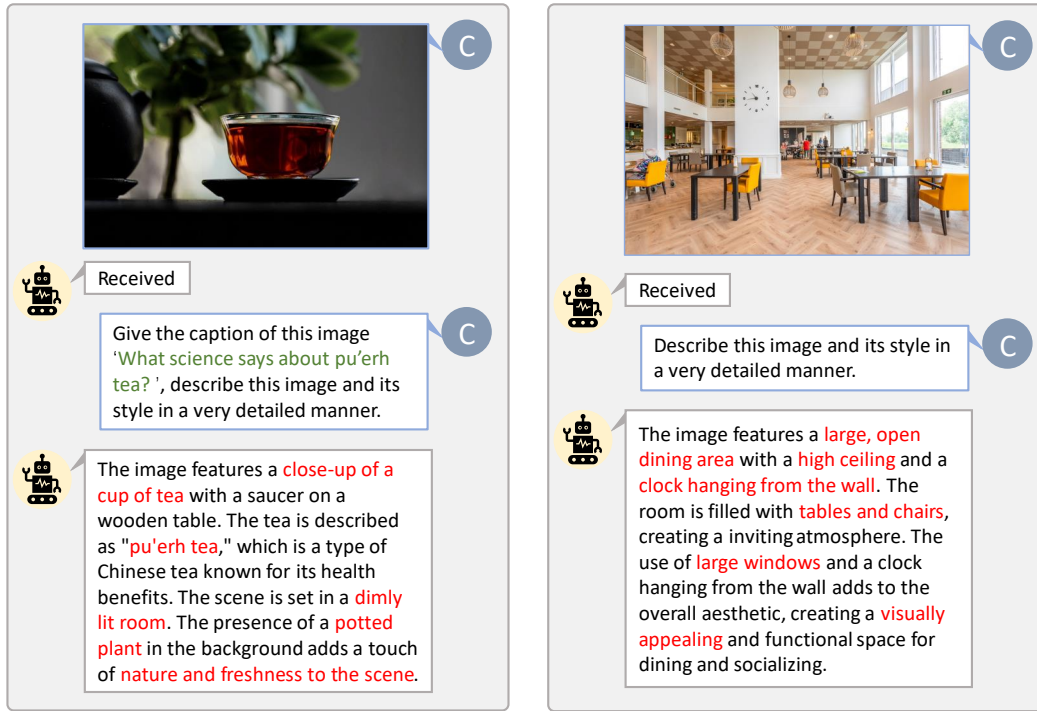 C
Received
Give the caption of this image
‘What science says about pu’erh
tea? ’, describe this image and its
style in a very detailed manner.
C
The image features a close-up of a
cup of tea with a saucer on a
wooden table. The tea is described
as "pu'erh tea," which is a type of
Chinese tea known for its health
benefits. The scene is set in a dimly
lit room. The presence of a potted
plant in the background adds a touch
of nature and freshness to the scene.
C
Received
Describe this image and its style in
a very detailed manner.
C
The image features a large, open
dining area with a high ceiling and a
clock hanging from the wall. The
room is filled with tables and chairs,
creating a inviting atmosphere. The
use of large windows and a clock
hanging from the wall adds to the
overall aesthetic, creating a visually
appealing and functional space for
dining and socializing.